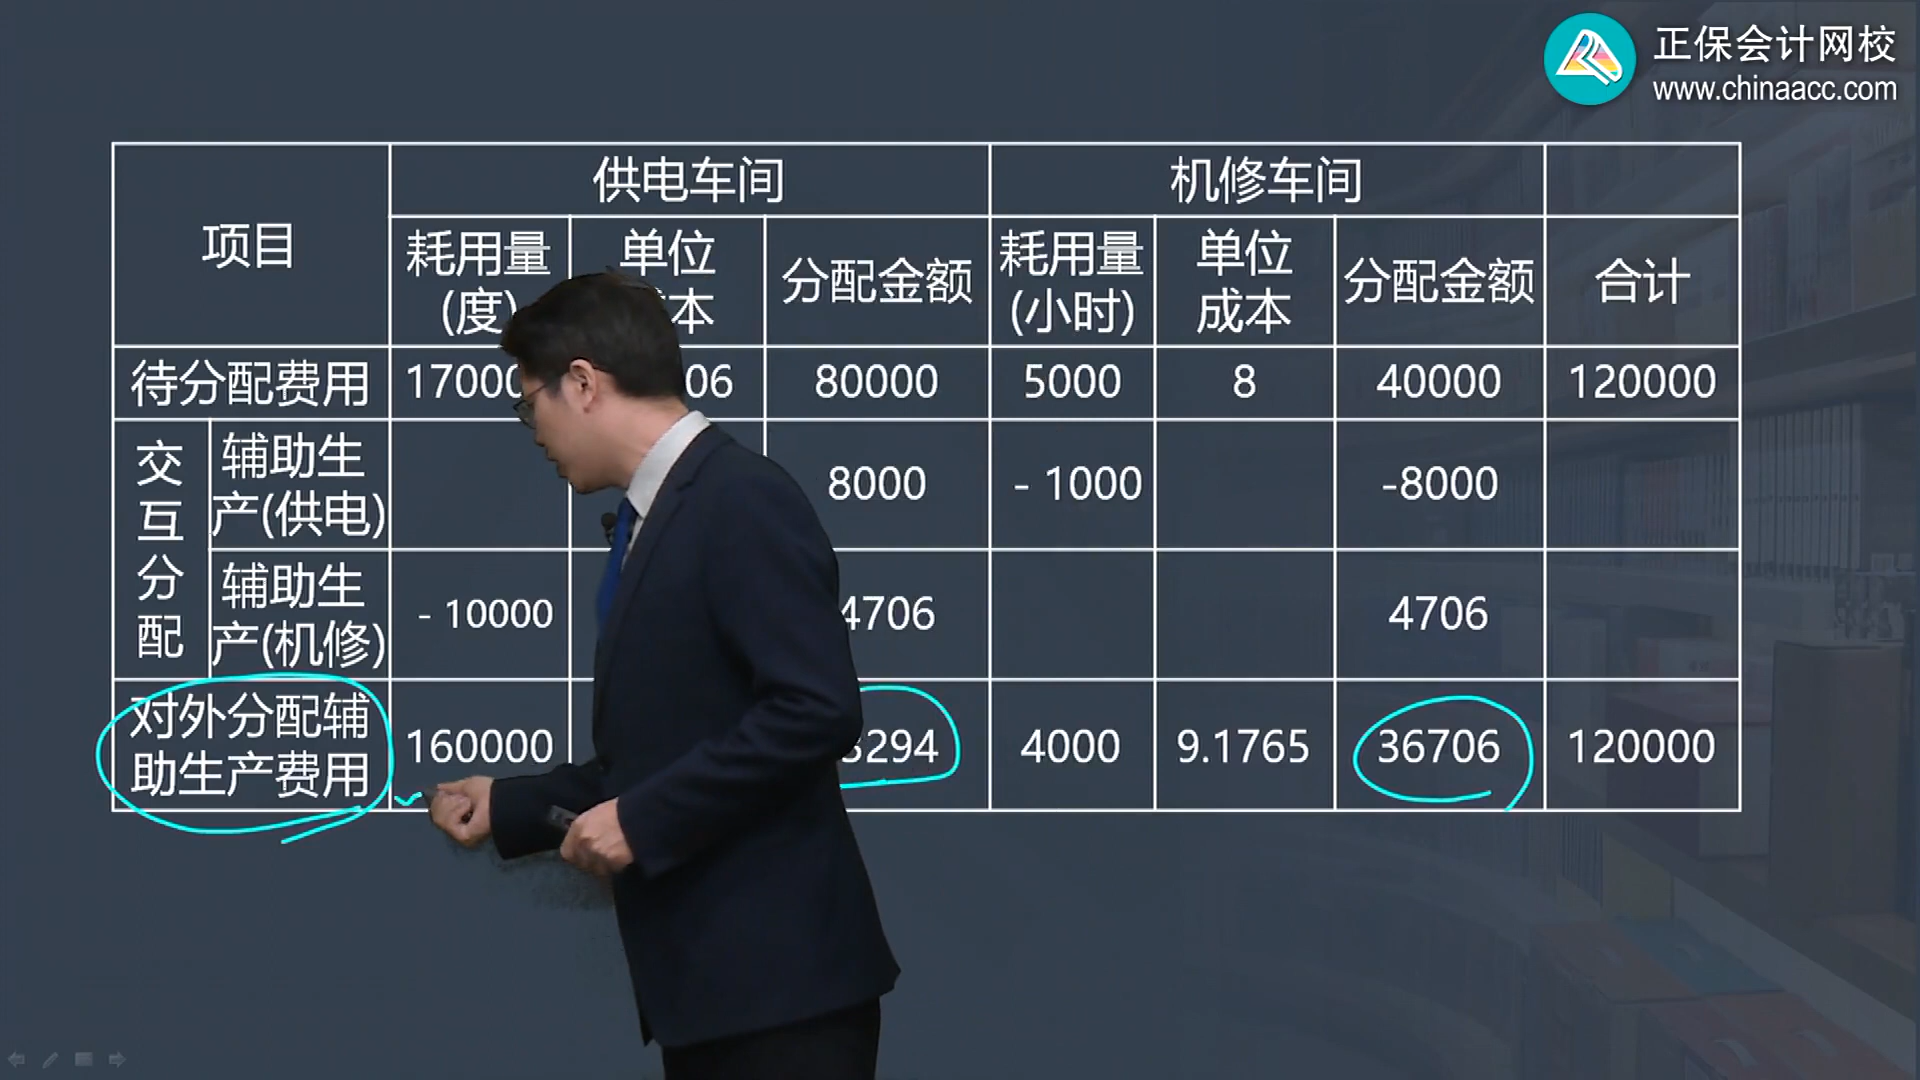 正保会计网校
www.chinaacc.com
项目
供电车间
机修车间
耗用量
(度
单位
本
分配金额
耗用量
(小时)
单位
成本
分配金额
合计
待分配费用
17000
06
80000
5000
8
40000
120000
交互分配
辅助生
产(供电)
8000
- 1000
-8000
辅助生
产(机修)
- 10000
4706
4706
对外分配辅
助生产费用
160000
3294
4000
9.1765
36706
120000